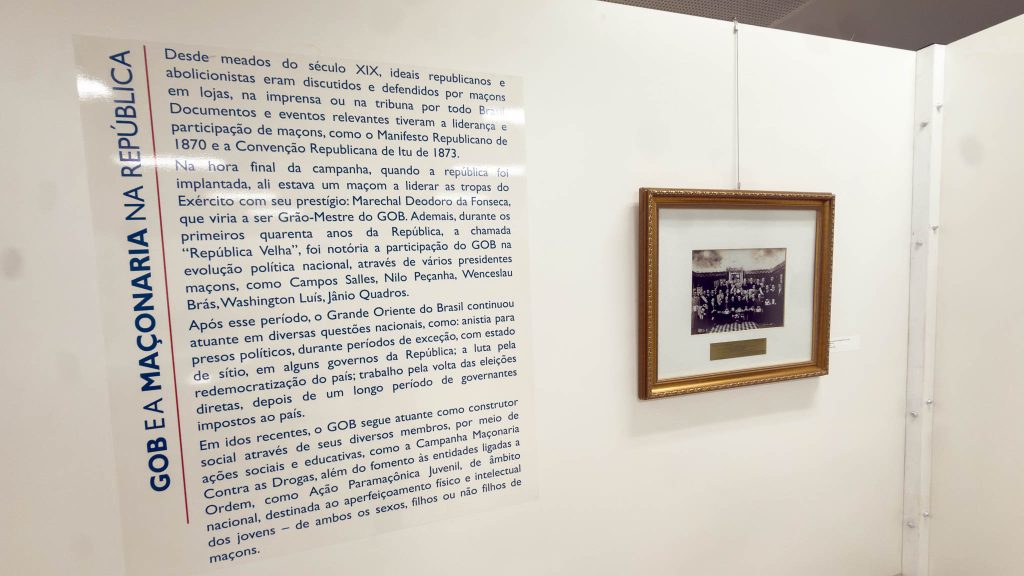 GOB E A MAÇONARIA NA REPÚBLICA
Desde meados do século XIX, ideais republicanos e
abolicionistas eram discutidos e defendidos por maçons
em lojas, na imprensa ou na tribuna por todo Brasil
Documentos e eventos relevantes tiveram a liderança e
participação de maçons, como o Manifesto Republicano de
1870 e a Convenção Republicana de Itu de 1873.
Na hora final da campanha, quando a república foi
implantada, ali estava um maçom a liderar as tropas do
Exército com seu prestígio: Marechal Deodoro da Fonseca,
que viria a ser Grão-Mestre do GOB. Ademais, durante os
primeiros quarenta anos da República, a chamada
“República Velha”, foi notória a participação do GOB na
evolução política nacional, através de vários presidentes
maçons, como Campos Salles, Nilo Peçanha, Wenceslau
Brás, Washington Luís, Jânio Quadros.
Após esse período, o Grande Oriente do Brasil continuou
atuante em diversas questões nacionais, como: anistia para
presos políticos, durante períodos de exceção, com estado
de sítio, em alguns governos da República; a luta pela
redemocratização do país; trabalho pela volta das eleições
diretas, depois de um longo período de governantes
impostos ao país.
Em idos recentes, o GOB segue atuante como construtor
social através de seus diversos membros, por meio de
ações sociais e educativas, como a Campanha Maçonaria
Contra as Drogas, além do fomento às entidades ligadas a
Ordem, como Ação Paramaçônica Juvenil, de âmbito
nacional, destinada ao aperfeiçoamento físico e intelectual
dos jovens – de ambos os sexos, filhos ou não filhos de
maçons.